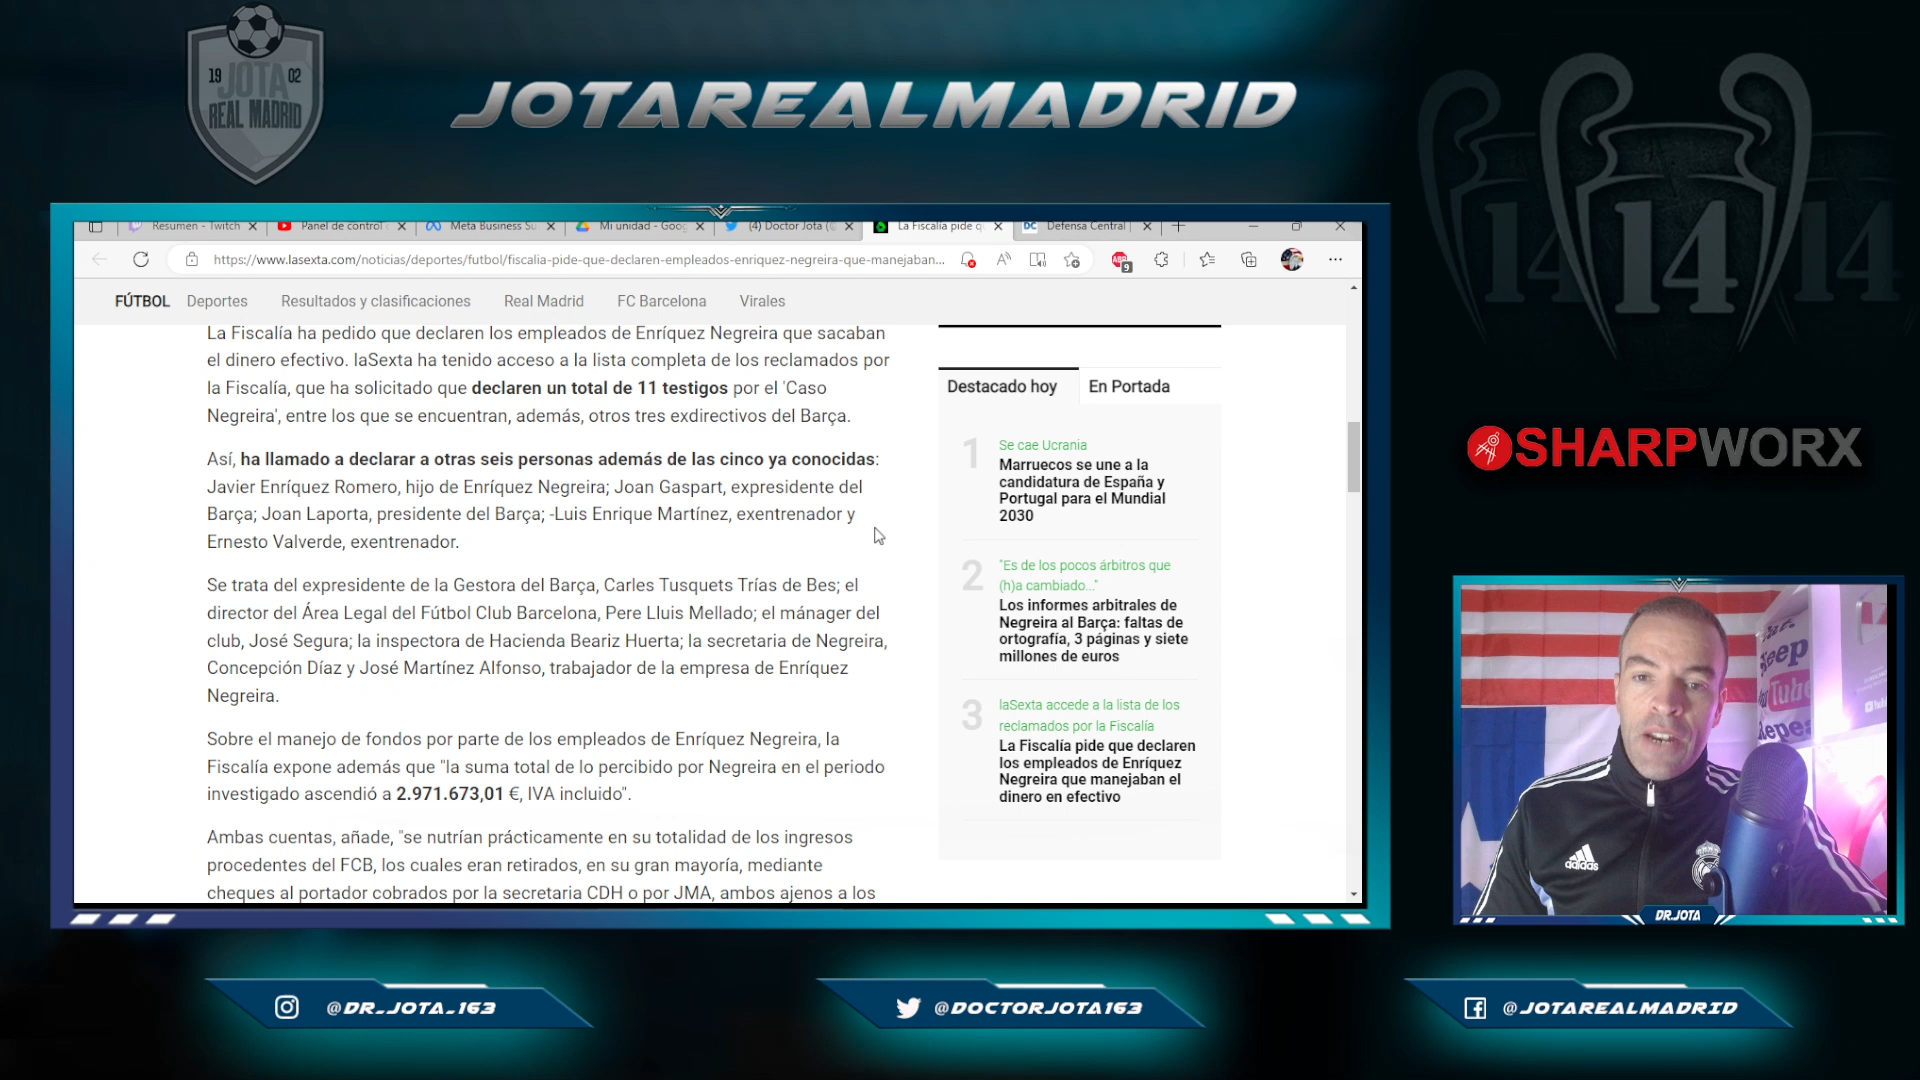 19 JOTA 02
REAL MADRID
JOTAREALMADRID
14 14 14
Resumen - Twitch
Panel de control
Meta Business Su
Mi unidad - Goog
(4) Doctor Jota (@
La Fiscalía pide q
DC Defensa Central
https://www.lasexta.com/noticias/deportes/futbol/fiscalia-pide-que-declaren-empleados-enriquez-negreira-que-manejaban...
ABP 9
FÚTBOL Deportes Resultados y clasificaciones Real Madrid FC Barcelona Virales
La Fiscalía ha pedido que declaren los empleados de Enríquez Negreira que sacaban
el dinero efectivo. laSexta ha tenido acceso a la lista completa de los reclamados por
la Fiscalía, que ha solicitado que declaren un total de 11 testigos por el 'Caso
Negreira', entre los que se encuentran, además, otros tres exdirectivos del Barça.
Así, ha llamado a declarar a otras seis personas además de las cinco ya conocidas:
Javier Enríquez Romero, hijo de Enríquez Negreira; Joan Gaspart, expresidente del
Barça; Joan Laporta, presidente del Barça; -Luis Enrique Martínez, exentrenador y
Ernesto Valverde, exentrenador.
Se trata del expresidente de la Gestora del Barça, Carles Tusquets Trías de Bes; el
director del Área Legal del Fútbol Club Barcelona, Pere Lluis Mellado; el mánager del
club, José Segura; la inspectora de Hacienda Beariz Huerta; la secretaria de Negreira,
Concepción Díaz y José Martínez Alfonso, trabajador de la empresa de Enríquez
Negreira.
Sobre el manejo de fondos por parte de los empleados de Enríquez Negreira, la
Fiscalía expone además que "la suma total de lo percibido por Negreira en el periodo
investigado ascendió a 2.971.673,01 €, IVA incluido".
Ambas cuentas, añade, "se nutrían prácticamente en su totalidad de los ingresos
procedentes del FCB, los cuales eran retirados, en su gran mayoría, mediante
cheques al portador cobrados por la secretaria CDH o por JMA, ambos ajenos a los
Destacado hoy En Portada
1 Se cae Ucrania
Marruecos se une a la
candidatura de España y
Portugal para el Mundial
2030
2 "Es de los pocos árbitros que
(h)a cambiado..."
Los informes arbitrales de
Negreira al Barça: faltas de
ortografía, 3 páginas y siete
millones de euros
3 laSexta accede a la lista de los
reclamados por la Fiscalía
La Fiscalía pide que declaren
los empleados de Enríquez
Negreira que manejaban el
dinero en efectivo
SHARPWORX
Keep
Tube
Repea
adidas
DR.JOTA
@DR_JOTA_163
@DOCTORJOTA163
@JOTAREALMADRID